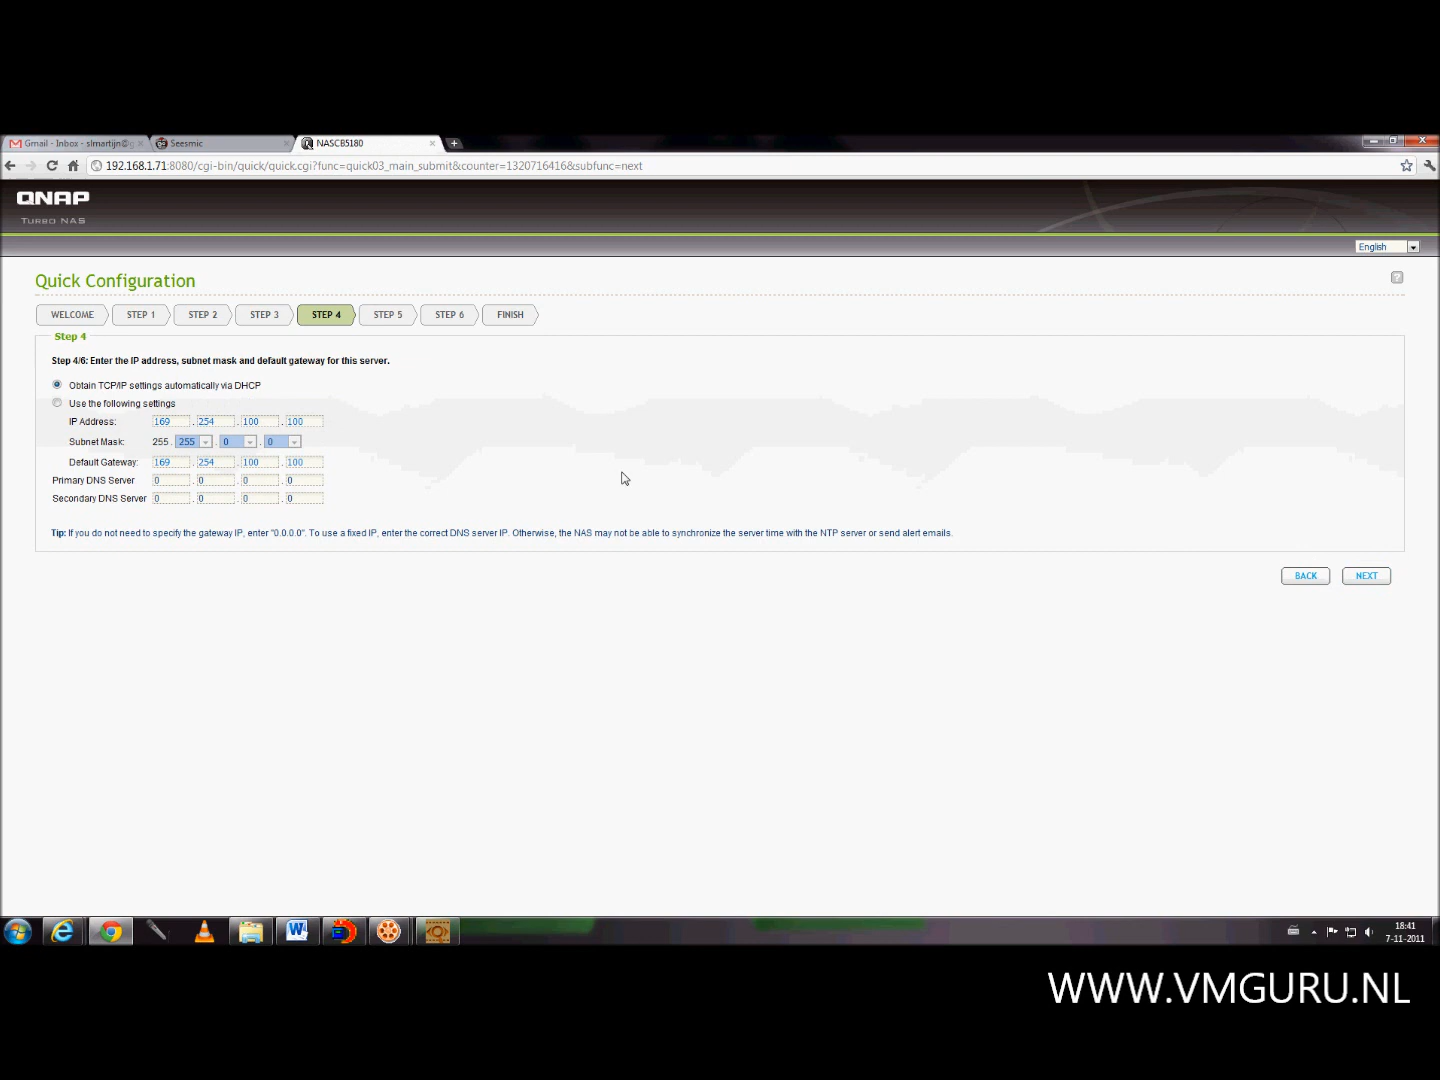 Gmail - Inbox - slmartijn@g
Seesmic
NASCB5180
192.168.1.71:8080/cgi-bin/quick/quick.cgi?func=quick03_main_submit&counter=1320716416&subfunc=next
QNAP
TURBO NAS
English
Quick Configuration
WELCOME STEP 1 STEP 2 STEP 3 STEP 4 STEP 5 STEP 6 FINISH
Step 4
Step 4/6: Enter the IP address, subnet mask and default gateway for this server.
Obtain TCP/IP settings automatically via DHCP
Use the following settings
IP Address: 169 . 254 . 100 . 100
Subnet Mask: 255 . 255 . 0 . 0
Default Gateway: 169 . 254 . 100 . 100
Primary DNS Server 0 . 0 . 0 . 0
Secondary DNS Server 0 . 0 . 0 . 0
Tip: If you do not need to specify the gateway IP, enter "0.0.0.0". To use a fixed IP, enter the correct DNS server IP. Otherwise, the NAS may not be able to synchronize the server time with the NTP server or send alert emails.
BACK NEXT
18:41
7-11-2011
WWW.VMGURU.NL